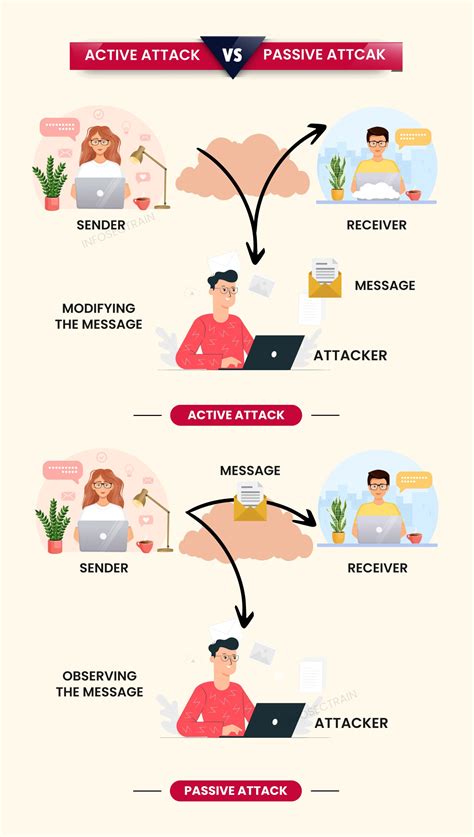 ACTIVE ATTACK VS PASSIVE ATTCAK
SENDER
RECEIVER
INFOSECTRAIN
MODIFYING
THE MESSAGE
MESSAGE
ATTACKER
ACTIVE ATTACK
MESSAGE
SENDER
RECEIVER
OBSERVING
THE MESSAGE
INFOSECTRAIN
ATTACKER
PASSIVE ATTACK